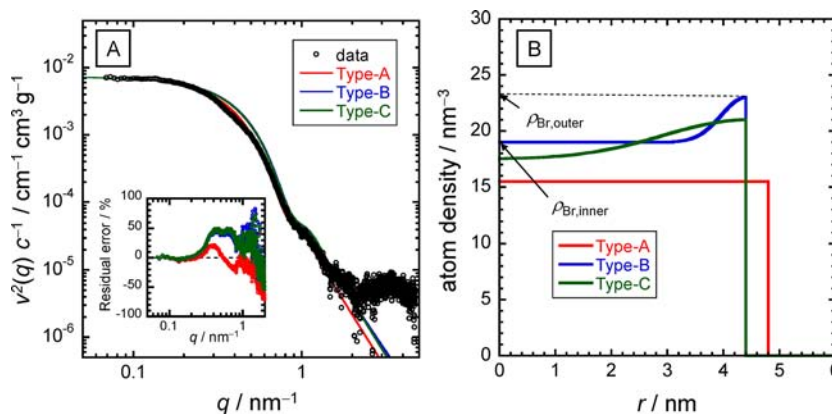 A
data
Type-A
Type-B
Type-C
v²(q) c⁻¹ / cm⁻¹ cm³ g⁻¹
10⁻²
10⁻³
10⁻⁴
10⁻⁵
10⁻⁶
Residual error / %
100
50
0
-50
-100
0.1
1
q / nm⁻¹
0.1
1
q / nm⁻¹
B
atom density / nm⁻³
30
25
20
15
10
5
0
ρBr,outer
ρBr,inner
Type-A
Type-B
Type-C
0 1 2 3 4 5 6
r / nm